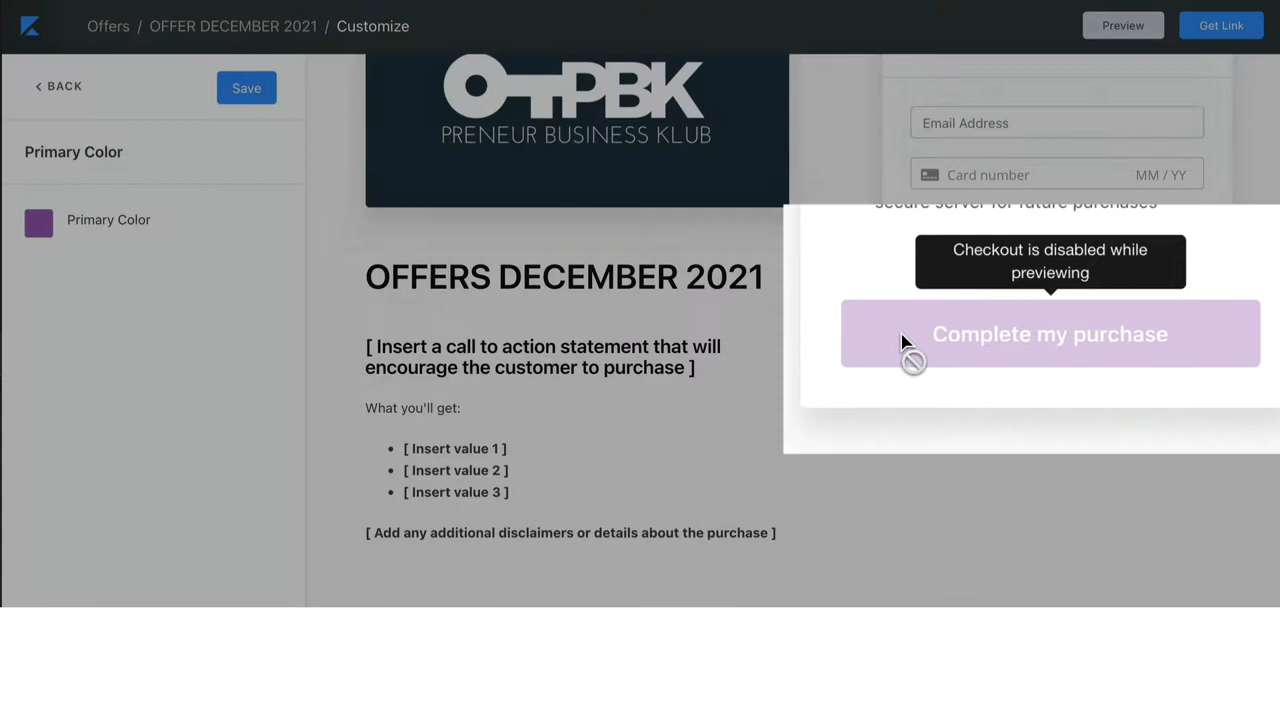 Offers / OFFER DECEMBER 2021 / Customize
Preview
Get Link
< BACK
Save
Primary Color
Primary Color
PBK
PRENEUR BUSINESS KLUB
Email Address
Card number MM / YY
secure server for future purchases
Checkout is disabled while
previewing
Complete my purchase
OFFERS DECEMBER 2021
[ Insert a call to action statement that will
encourage the customer to purchase ]
What you'll get:
• [ Insert value 1 ]
• [ Insert value 2 ]
• [ Insert value 3 ]
[ Add any additional disclaimers or details about the purchase ]